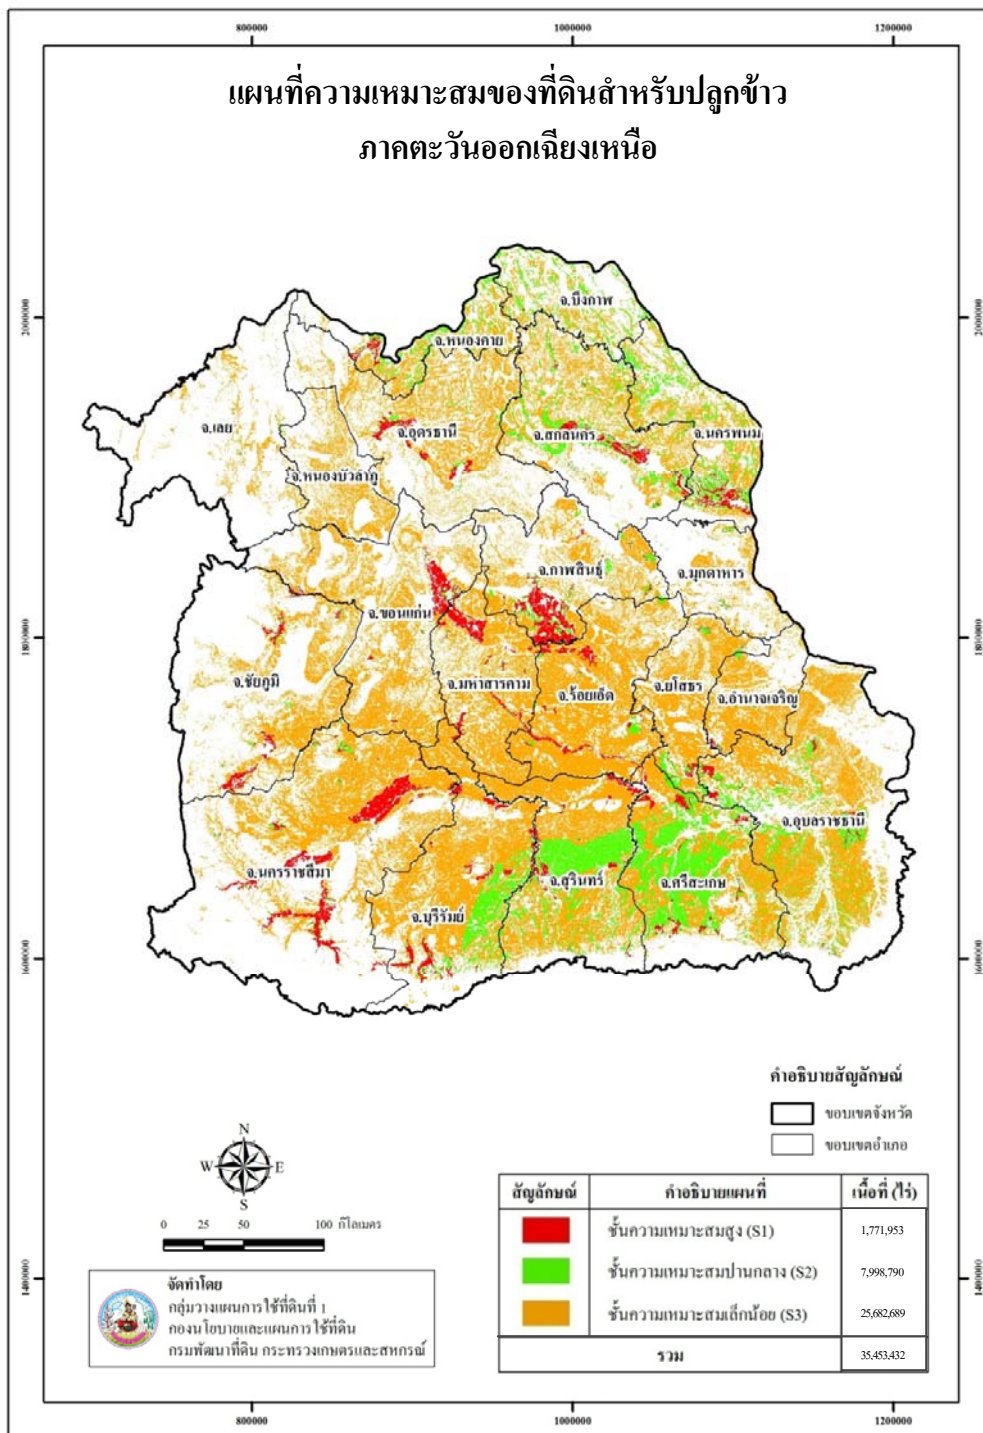 800000 1000000 1200000
แผนที่ความเหมาะสมของที่ดินสำหรับปลูกข้าว
ภาคตะวันออกเฉียงเหนือ
2000000 2000000
1800000 1800000
1600000 1600000
1400000 1400000
จ.บึงกาฬ
จ.หนองคาย
จ.เลย
จ.อุดรธานี
จ.สกลนคร
จ.นครพนม
จ.หนองบัวลำภู
จ.กาฬสินธุ์
จ.มุกดาหาร
จ.ขอนแก่น
จ.ชัยภูมิ
จ.มหาสารคาม
จ.ร้อยเอ็ด
จ.ยโสธร
จ.อำนาจเจริญ
จ.อุบลราชธานี
จ.นครราชสีมา
จ.สุรินทร์
จ.ศรีสะเกษ
จ.บุรีรัมย์
คำอธิบายสัญลักษณ์
ขอบเขตจังหวัด
ขอบเขตอำเภอ
N
W E
S
0 25 50 100 กิโลเมตร
สัญลักษณ์ คำอธิบายแผนที่ เนื้อที่ (ไร่)
ชั้นความเหมาะสมสูง (S1) 1,771,953
ชั้นความเหมาะสมปานกลาง (S2) 7,998,790
ชั้นความเหมาะสมเล็กน้อย (S3) 25,682,689
รวม 35,453,432
จัดทำโดย
กลุ่มวางแผนการใช้ที่ดินที่ 1
กองนโยบายและแผนการใช้ที่ดิน
กรมพัฒนาที่ดิน กระทรวงเกษตรและสหกรณ์
800000 1000000 1200000